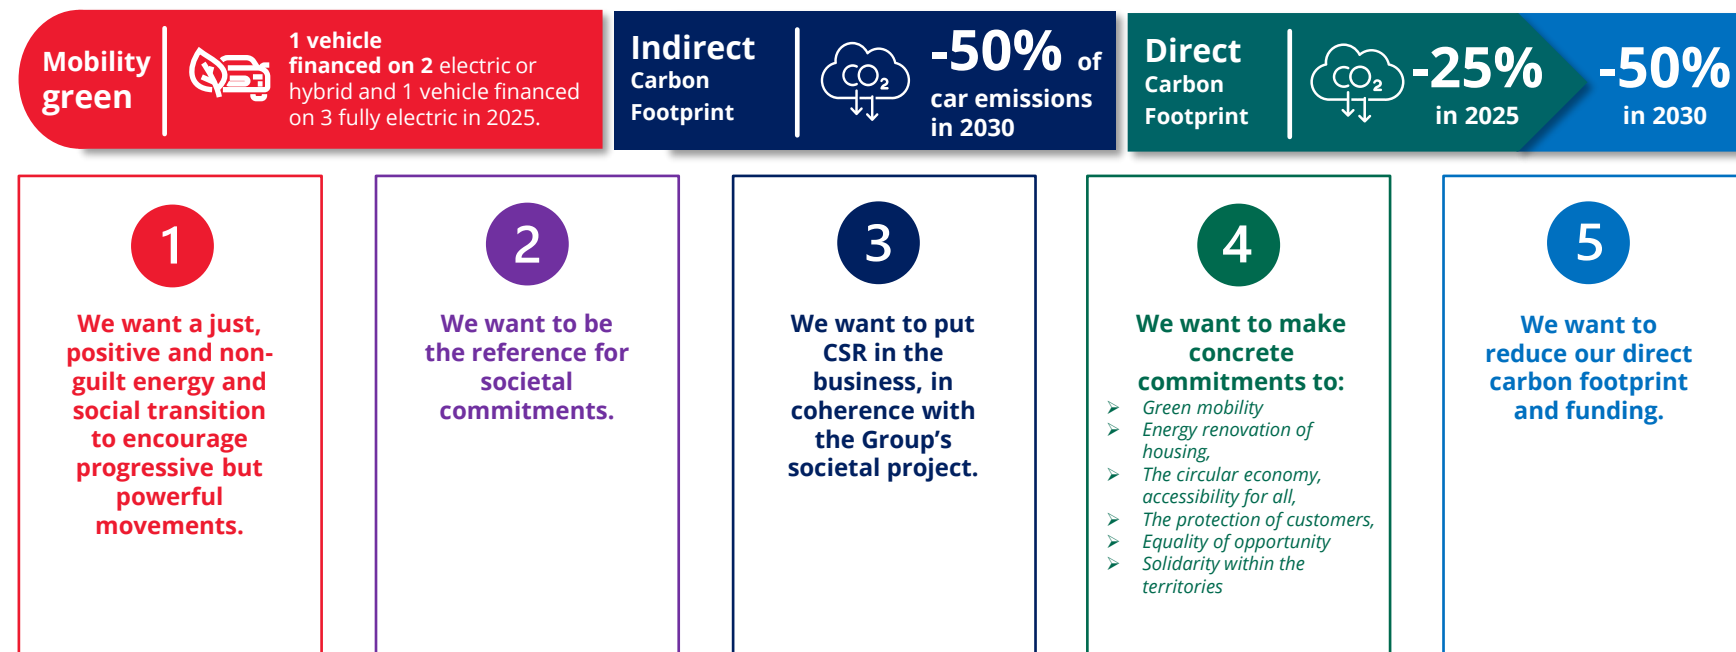 Mobility
green
1 vehicle
financed on 2 electric or
hybrid and 1 vehicle financed
on 3 fully electric in 2025.
Indirect
Carbon
Footprint
CO2
-50% of
car emissions
in 2030
Direct
Carbon
Footprint
CO2
-25%
in 2025
-50%
in 2030
1
We want a just,
positive and non-
guilt energy and
social transition
to encourage
progressive but
powerful
movements.
2
We want to be
the reference for
societal
commitments.
3
We want to put
CSR in the
business, in
coherence with
the Group’s
societal project.
4
We want to make
concrete
commitments to:
➢ Green mobility
➢ Energy renovation of
housing,
➢ The circular economy,
accessibility for all,
➢ The protection of customers,
➢ Equality of opportunity
➢ Solidarity within the
territories
5
We want to
reduce our direct
carbon footprint
and funding.